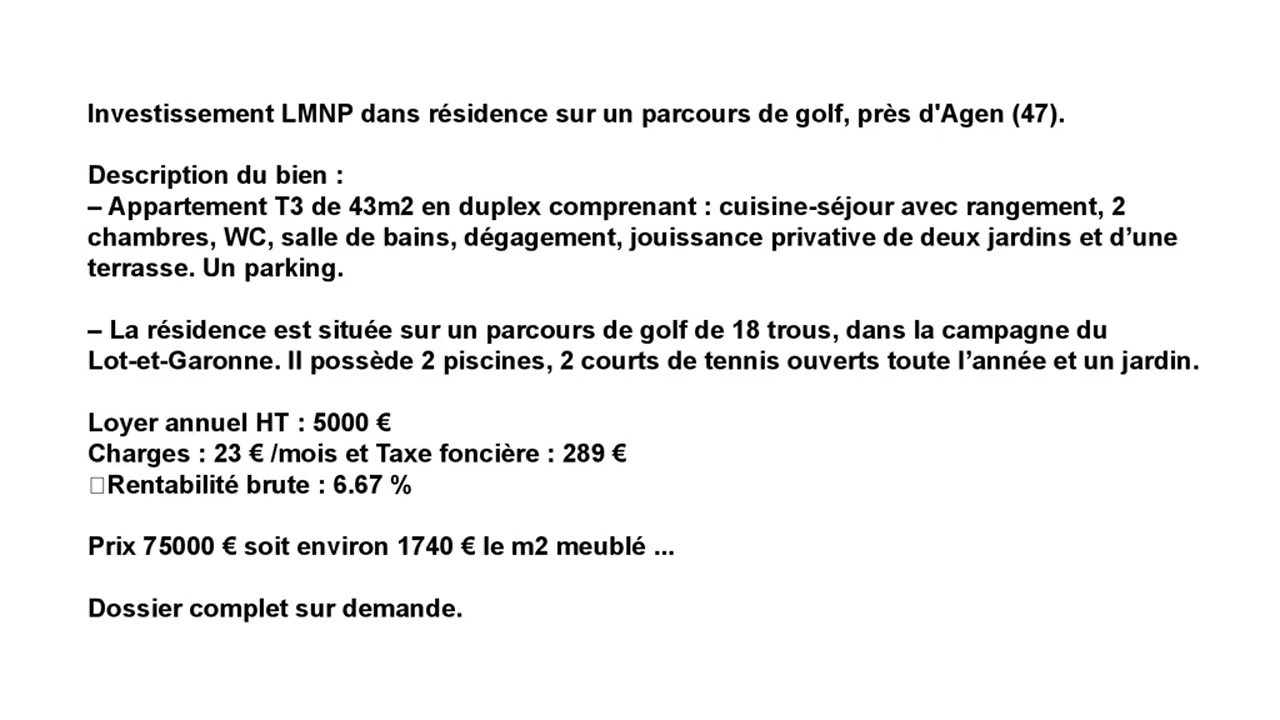 Investissement LMNP dans résidence sur un parcours de golf, près d'Agen (47).
Description du bien :
– Appartement T3 de 43m2 en duplex comprenant : cuisine-séjour avec rangement, 2
chambres, WC, salle de bains, dégagement, jouissance privative de deux jardins et d’une
terrasse. Un parking.
– La résidence est située sur un parcours de golf de 18 trous, dans la campagne du
Lot-et-Garonne. Il possède 2 piscines, 2 courts de tennis ouverts toute l’année et un jardin.
Loyer annuel HT : 5000 €
Charges : 23 € /mois et Taxe foncière : 289 €
Rentabilité brute : 6.67 %
Prix 75000 € soit environ 1740 € le m2 meublé ...
Dossier complet sur demande.